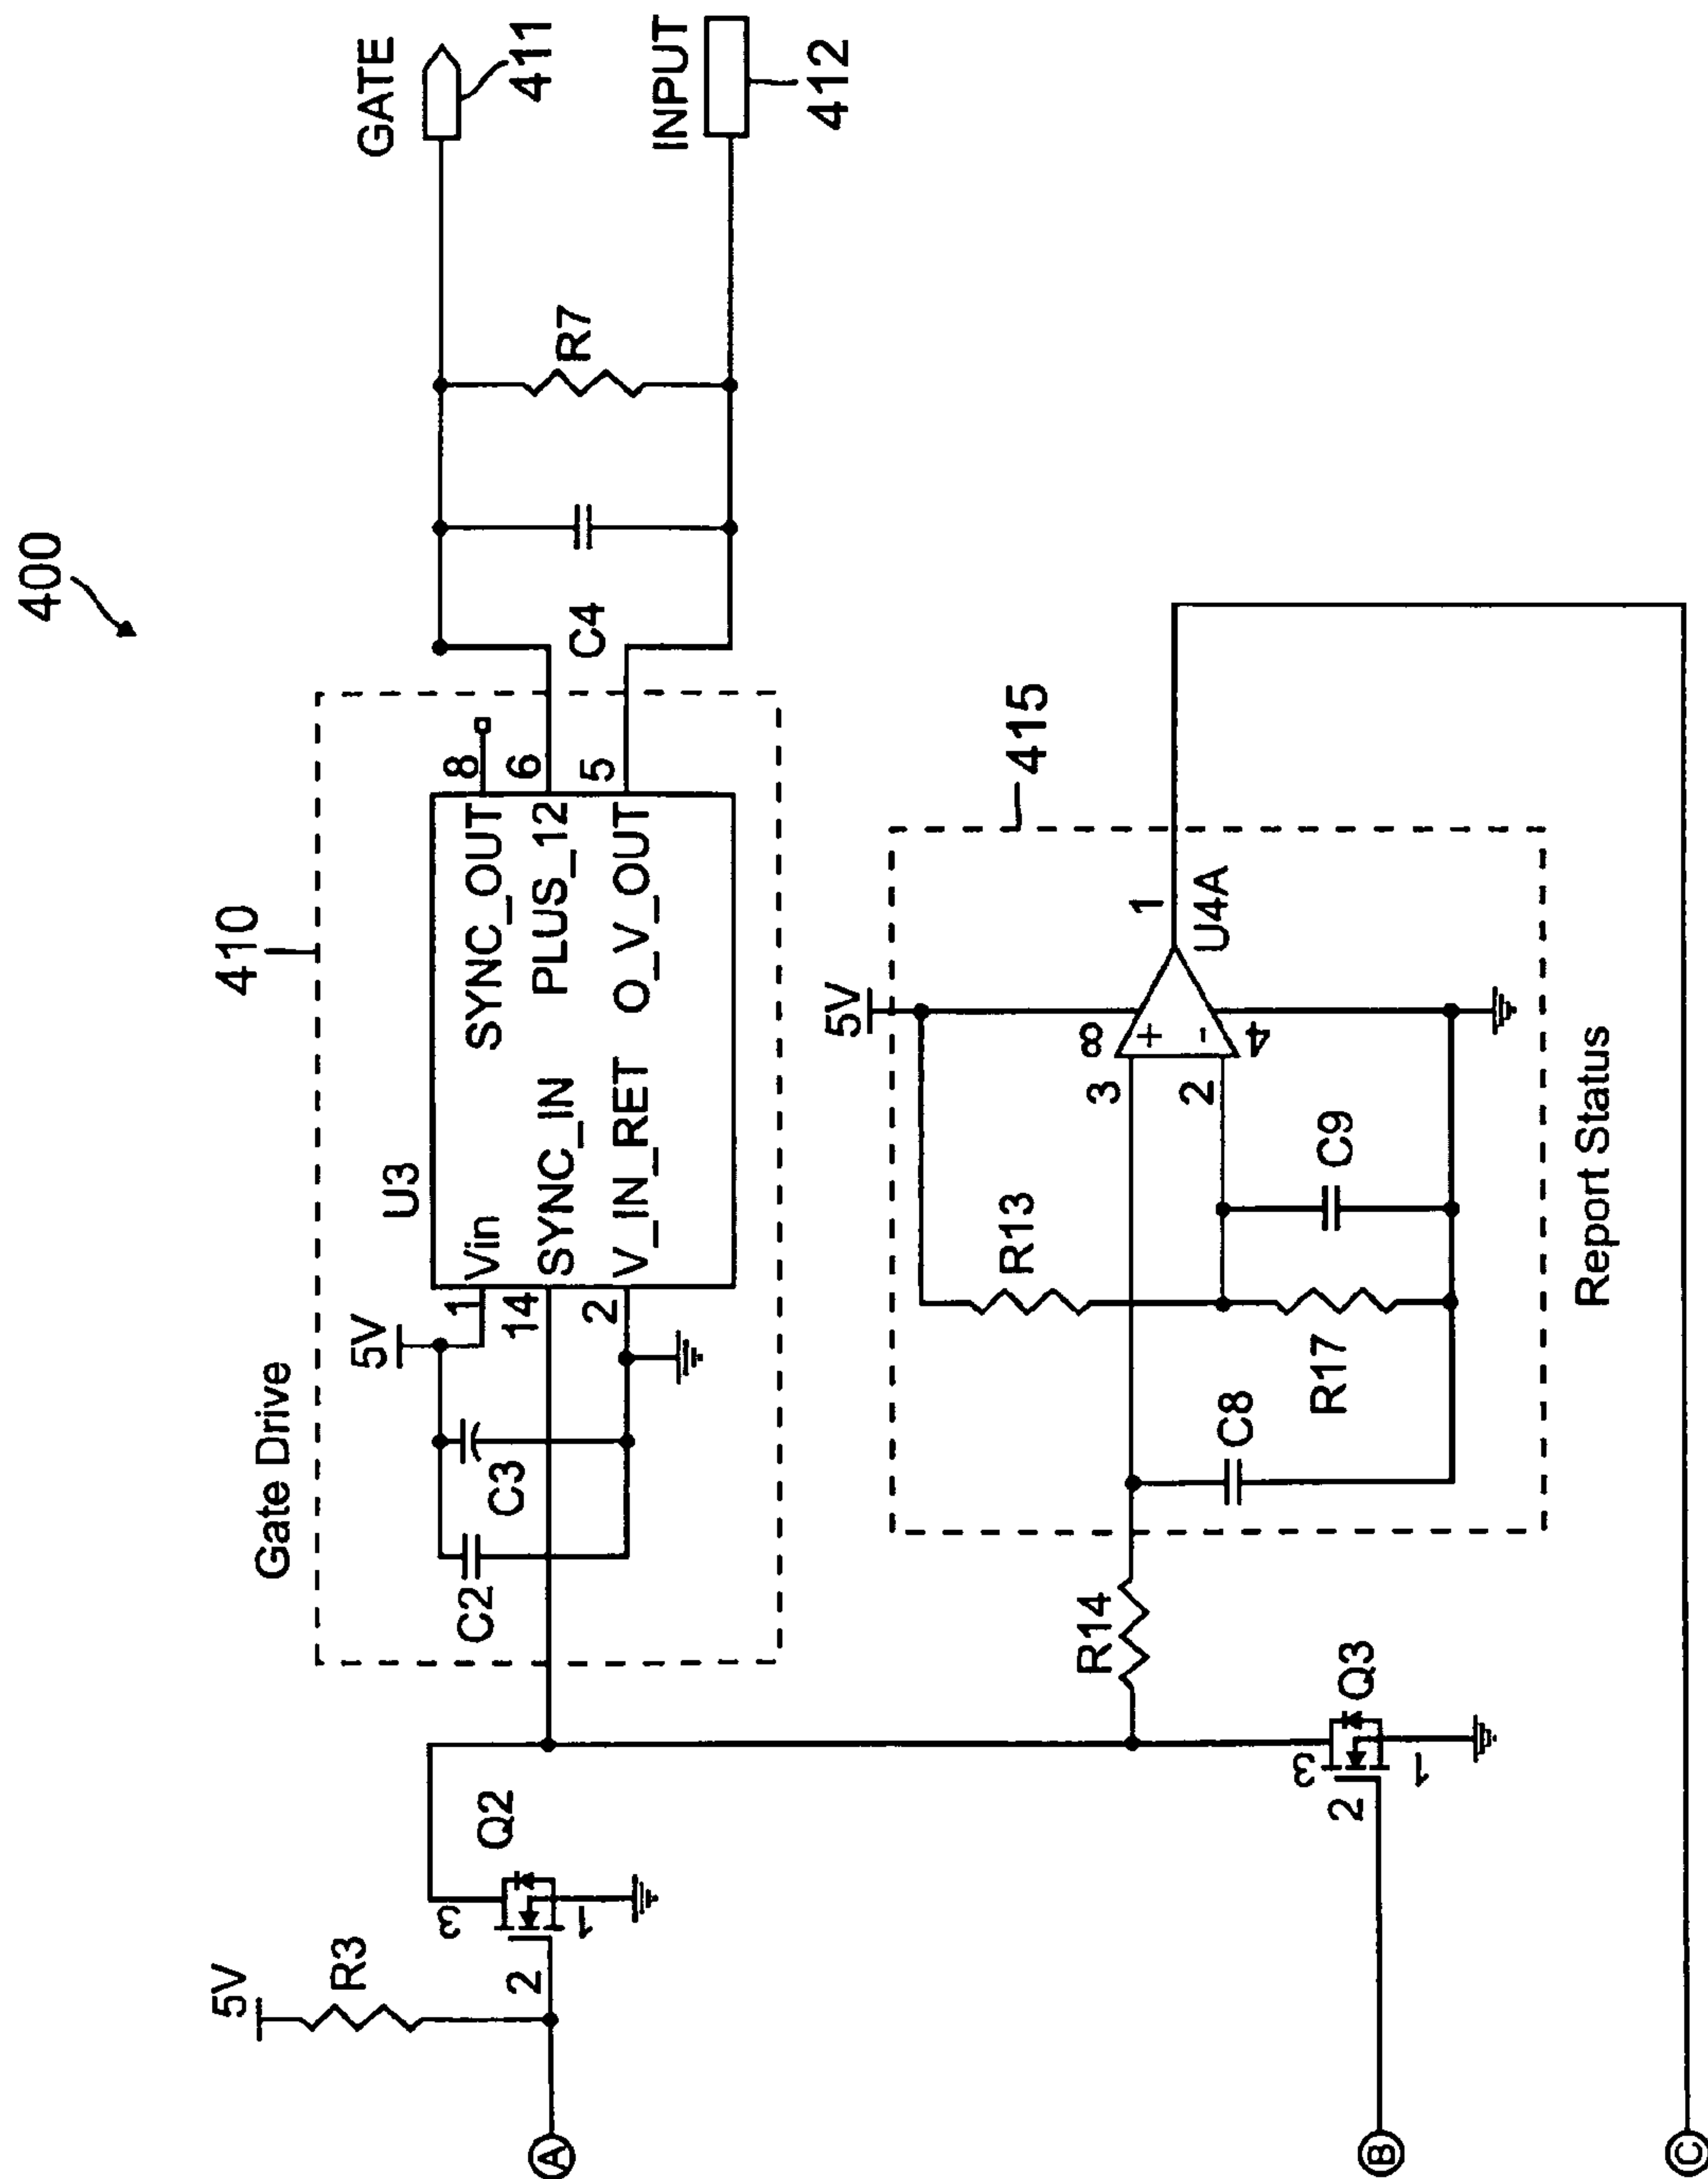 400
Gate Drive
410
5V
C2
C3
U3
1
Vin
14
SYNC_IN
2
V_IN_RET
SYNC_OUT
8
PLUS_12
6
O_V_OUT
5
C4
R7
GATE
411
INPUT
412
5V
R3
2
3
1
Q2
A
R14
Q3
3
2
1
B
415
5V
R13
3
8
+
2
-
4
1
U4A
C8
R17
C9
Report Status
C